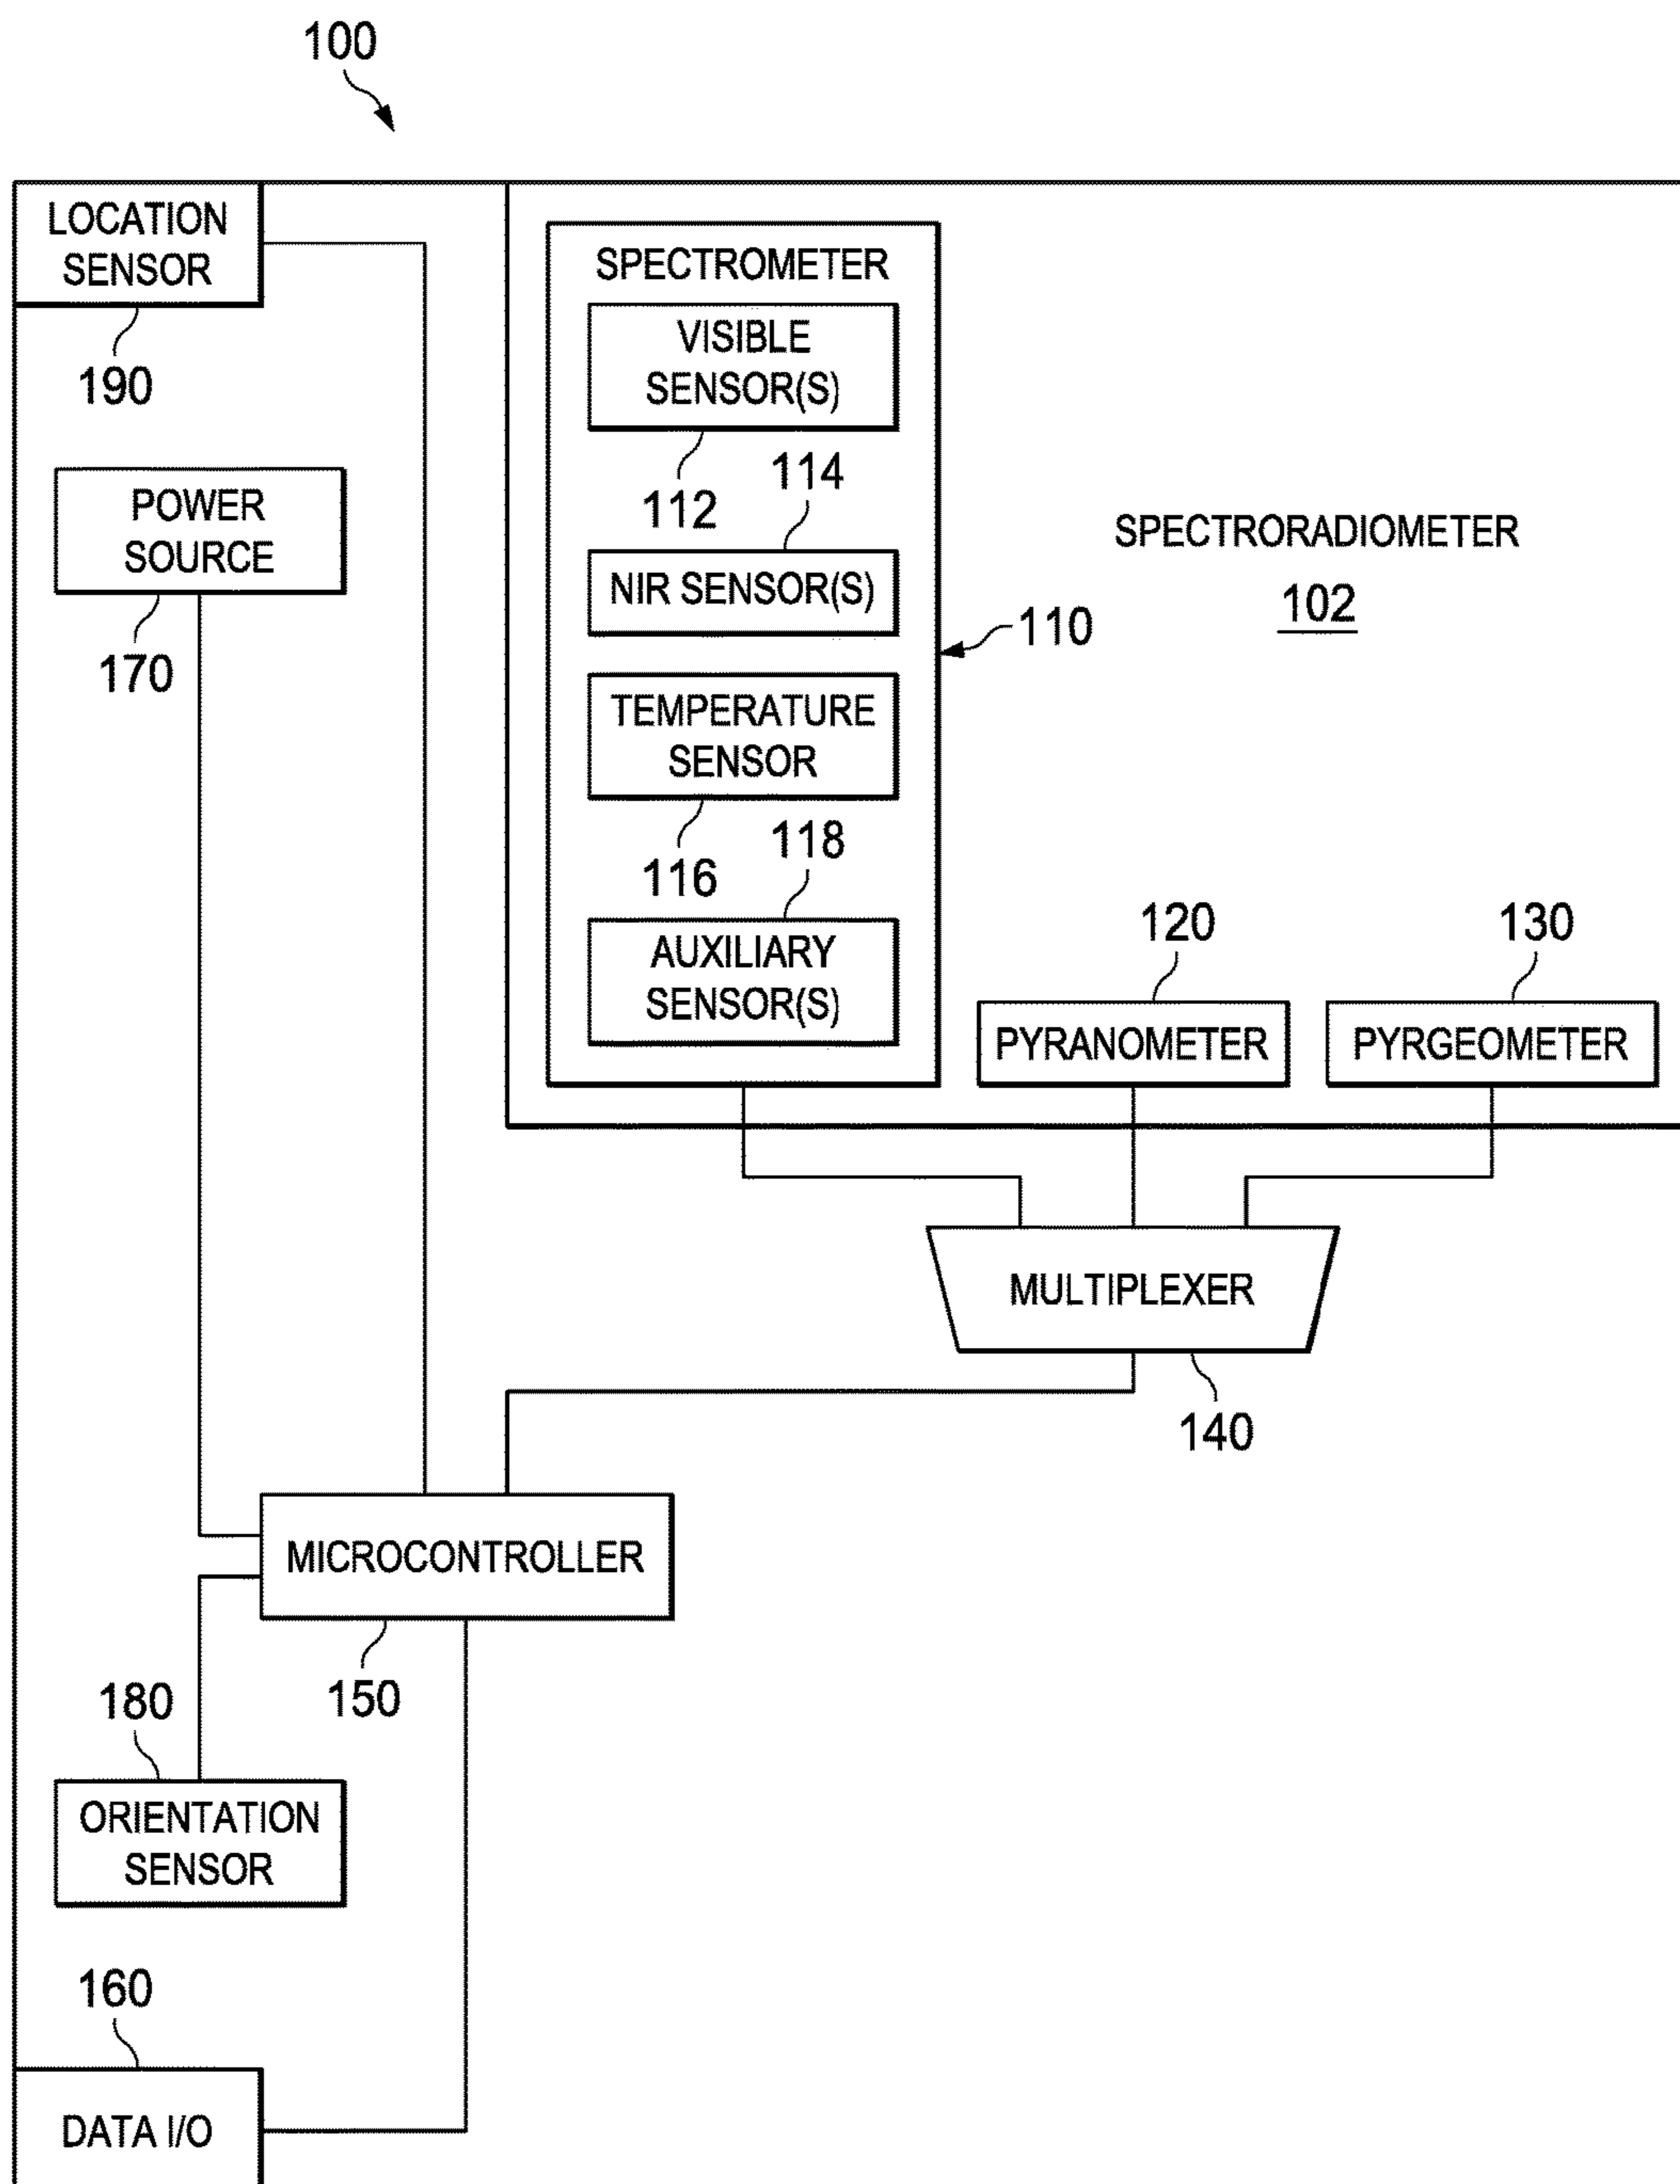 100
LOCATION
SENSOR
190
POWER
SOURCE
170
SPECTROMETER
VISIBLE
SENSOR(S)
112
114
NIR SENSOR(S)
110
TEMPERATURE
SENSOR
116
118
AUXILIARY
SENSOR(S)
SPECTRORADIOMETER
102
120
PYRANOMETER
130
PYRGEOMETER
MULTIPLEXER
140
MICROCONTROLLER
150
180
ORIENTATION
SENSOR
160
DATA I/O